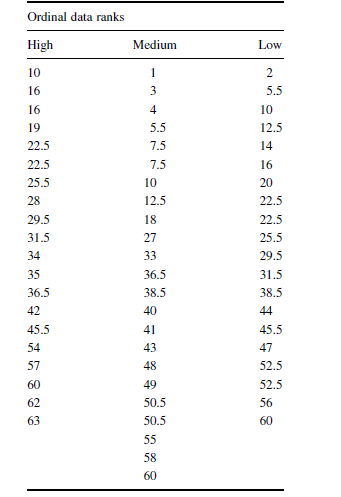 Ordinal data ranks
High Medium Low
10 1 2
16 3 5.5
16 4 10
19 5.5 12.5
22.5 7.5 14
22.5 7.5 16
25.5 10 20
28 12.5 22.5
29.5 18 22.5
31.5 27 25.5
34 33 29.5
35 36.5 31.5
36.5 38.5 38.5
42 40 44
45.5 41 45.5
54 43 47
57 48 52.5
60 49 52.5
62 50.5 56
63 50.5 60
55
58
60